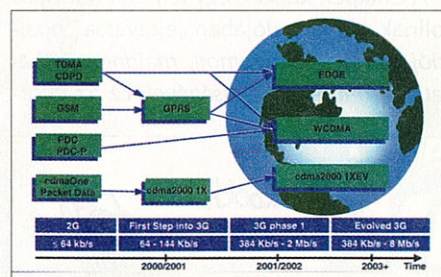 TDMA
CDPD
EDGE
GSM
GPRS
PDC
PDC-P
WCDMA
cdmaOne
Packet Data
cdma2000 1X
cdma2000 1XEV
2G
First Step into 3G
3G phase 1
Evolved 3G
≤ 64 kb/s
64 - 144 Kb/s
384 Kb/s - 2 Mb/s
384 Kb/s - 8 Mb/s
2000/2001
2001/2002
2003+
Time